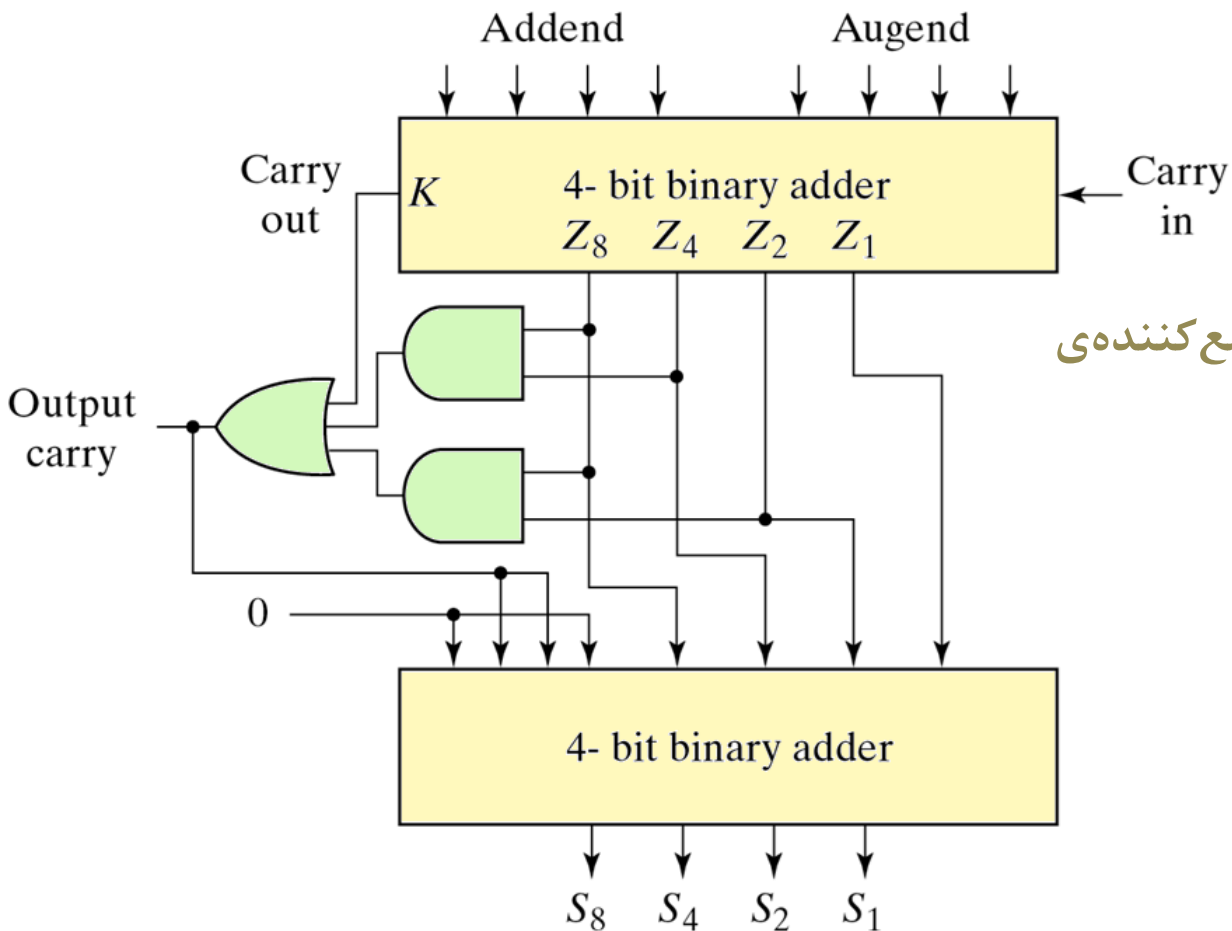 Addend Augend
Carry out
K
4- bit binary adder
Carry in
Z8 Z4 Z2 Z1
کننده‌ی
Output carry
0
4- bit binary adder
S8 S4 S2 S1